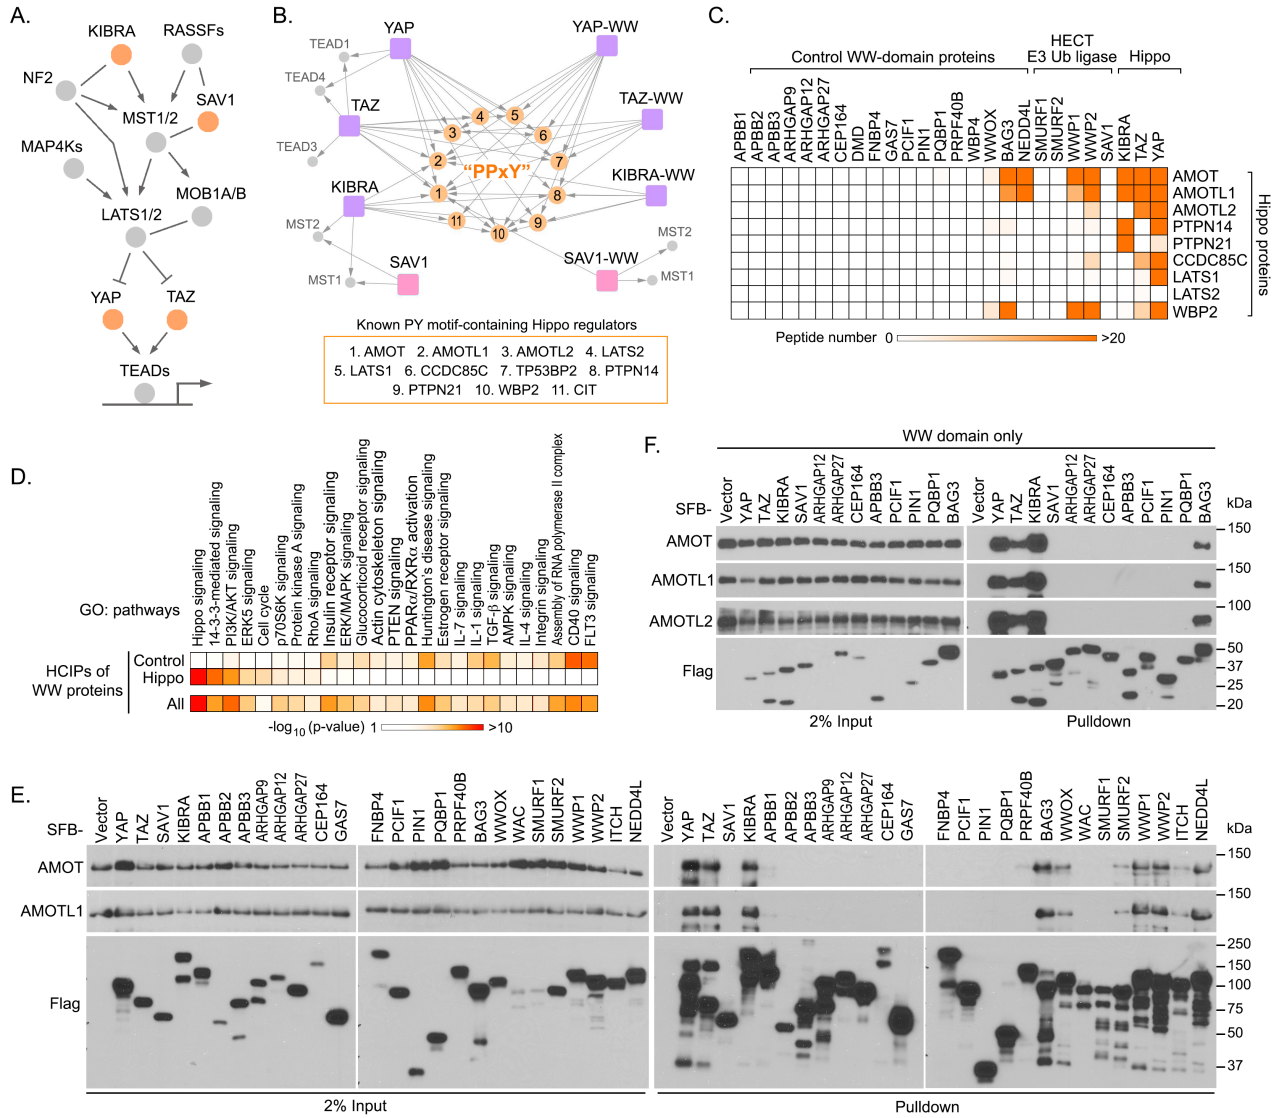 A.
KIBRA RASSFs
NF2
SAV1
MST1/2
MAP4Ks
MOB1A/B
LATS1/2
YAP TAZ
TEADs
B.
YAP YAP-WW
TEAD1
TEAD4
TAZ TAZ-WW
TEAD3
KIBRA KIBRA-WW
MST2 MST2
SAV1 SAV1-WW
MST1 MST1
4 5
3 6
2 "PPxY" 7
1 8
11 10 9
Known PY motif-containing Hippo regulators
1. AMOT 2. AMOTL1 3. AMOTL2 4. LATS2
5. LATS1 6. CCDC85C 7. TP53BP2 8. PTPN14
9. PTPN21 10. WBP2 11. CIT
C.
Control WW-domain proteins
HECT
E3 Ub ligase
Hippo
APBB1
APBB2
APBB3
ARHGAP9
ARHGAP12
ARHGAP27
CEP164
DMD
FNBP4
GAS7
PCIF1
PIN1
PQBP1
PRPF40B
WBP4
WWOX
BAG3
NEDD4L
SMURF1
SMURF2
WWP1
WWP2
SAV1
KIBRA
TAZ
YAP
AMOT
AMOTL1
AMOTL2
PTPN14
PTPN21
CCDC85C
LATS1
LATS2
WBP2
Hippo proteins
Peptide number 0 >20
D.
GO: pathways
Hippo signaling
14-3-3-mediated signaling
PI3K/AKT signaling
ERK5 signaling
Cell cycle
p70S6K signaling
Protein kinase A signaling
RhoA signaling
Insulin receptor signaling
ERK/MAPK signaling
Glucocorticoid receptor signaling
Actin cytoskeleton signaling
PTEN signaling
PPARα/RXRα activation
Huntington's disease signaling
Estrogen receptor signaling
IL-7 signaling
IL-1 signaling
TGF-β signaling
AMPK signaling
IL-4 signaling
Integrin signaling
Assembly of RNA polymerase II complex
CD40 signaling
FLT3 signaling
HCIPs of
WW proteins
Control
Hippo
All
-log10 (p-value) 1 >10
F.
WW domain only
SFB-
Vector
YAP
TAZ
KIBRA
SAV1
ARHGAP12
ARHGAP27
CEP164
APBB3
PCIF1
PIN1
PQBP1
BAG3
Vector
YAP
TAZ
KIBRA
SAV1
ARHGAP12
ARHGAP27
CEP164
APBB3
PCIF1
PIN1
PQBP1
BAG3
kDa
AMOT 150
AMOTL1 150
AMOTL2 100
Flag
50
37
25
20
2% Input Pulldown
E.
SFB-
Vector
YAP
TAZ
SAV1
KIBRA
APBB1
APBB2
APBB3
ARHGAP9
ARHGAP12
ARHGAP27
CEP164
GAS7
FNBP4
PCIF1
PIN1
PQBP1
PRPF40B
BAG3
WWOX
WAC
SMURF1
SMURF2
WWP1
WWP2
ITCH
NEDD4L
Vector
YAP
TAZ
SAV1
KIBRA
APBB1
APBB2
APBB3
ARHGAP9
ARHGAP12
ARHGAP27
CEP164
GAS7
FNBP4
PCIF1
PIN1
PQBP1
PRPF40B
BAG3
WWOX
WAC
SMURF1
SMURF2
WWP1
WWP2
ITCH
NEDD4L
kDa
AMOT 150
AMOTL1 150
Flag
250
150
100
75
50
37
2% Input Pulldown